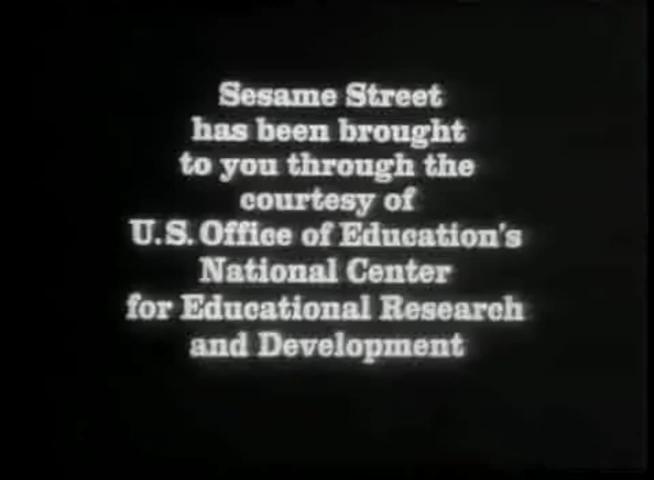 Sesame Street
has been brought
to you through the
courtesy of
U.S. Office of Education's
National Center
for Educational Research
and Development